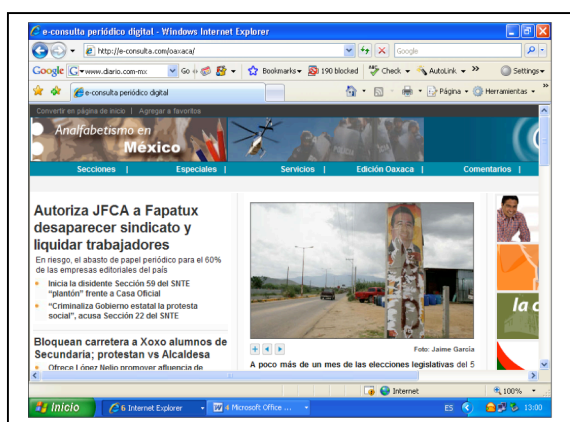 e-consulta periódico digital - Windows Internet Explorer
http://e-consulta.com/oaxaca/
Google
Google
www.diario.com-mx
Go
Bookmarks
190 blocked
Check
AutoLink
Settings
e-consulta periódico digital
Página
Herramientas
Convertir en página de inicio | Agregar a favoritos
Analfabetismo en
México
POLICIA
Secciones | Especiales | Servicios | Edición Oaxaca | Comentarios |
Autoriza JFCA a Fapatux
desaparecer sindicato y
liquidar trabajadores
En riesgo, el abasto de papel periódico para el 60%
de las empresas editoriales del país
Inicia la disidente Sección 59 del SNTE
"plantón" frente a Casa Oficial
"Criminaliza Gobierno estatal la protesta
social", acusa Sección 22 del SNTE
Bloquean carretera a Xoxo alumnos de
Secundaria; protestan vs Alcaldesa
Ofrece López Nelio promover afluencia de
Foto: Jaime García
A poco más de un mes de las elecciones legislativas del 5
la c
Internet
100%
Inicio
6 Internet Explorer
4 Microsoft Office ...
ES
13:00